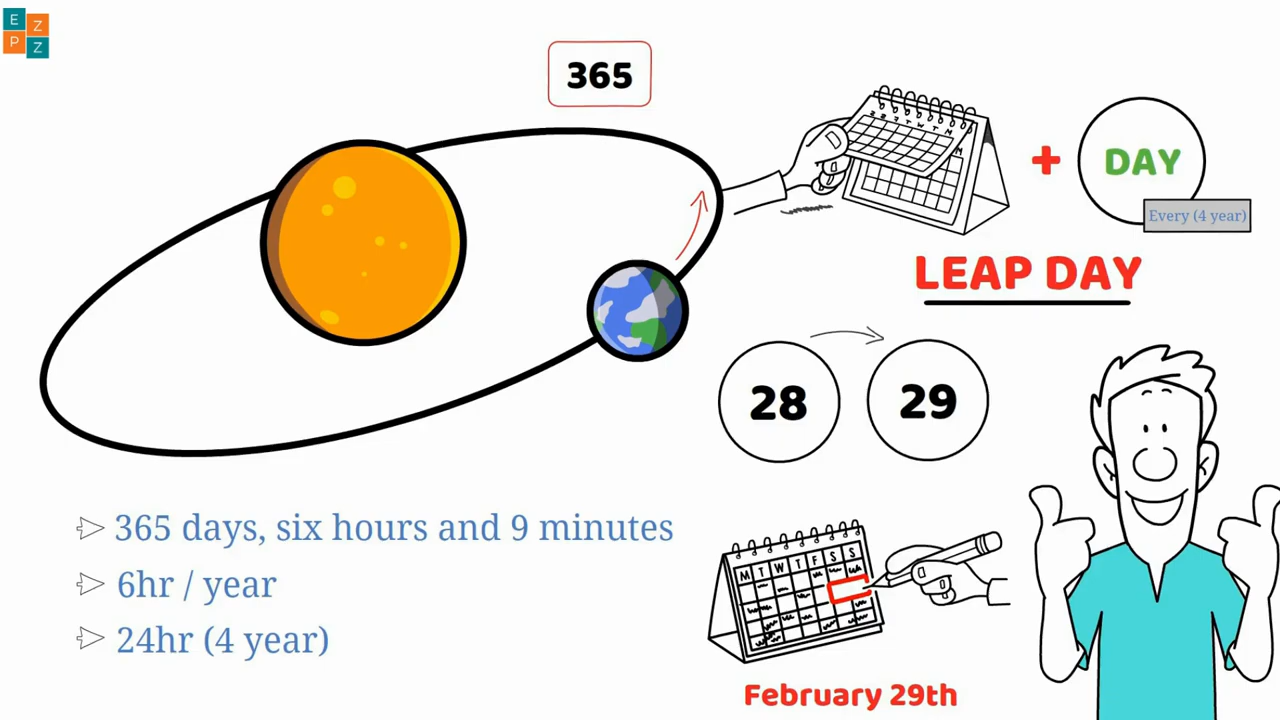 E Z
P Z
365
+ DAY
Every (4 year)
LEAP DAY
28 29
365 days, six hours and 9 minutes
6hr / year
24hr (4 year)
M T W T F S S
February 29th